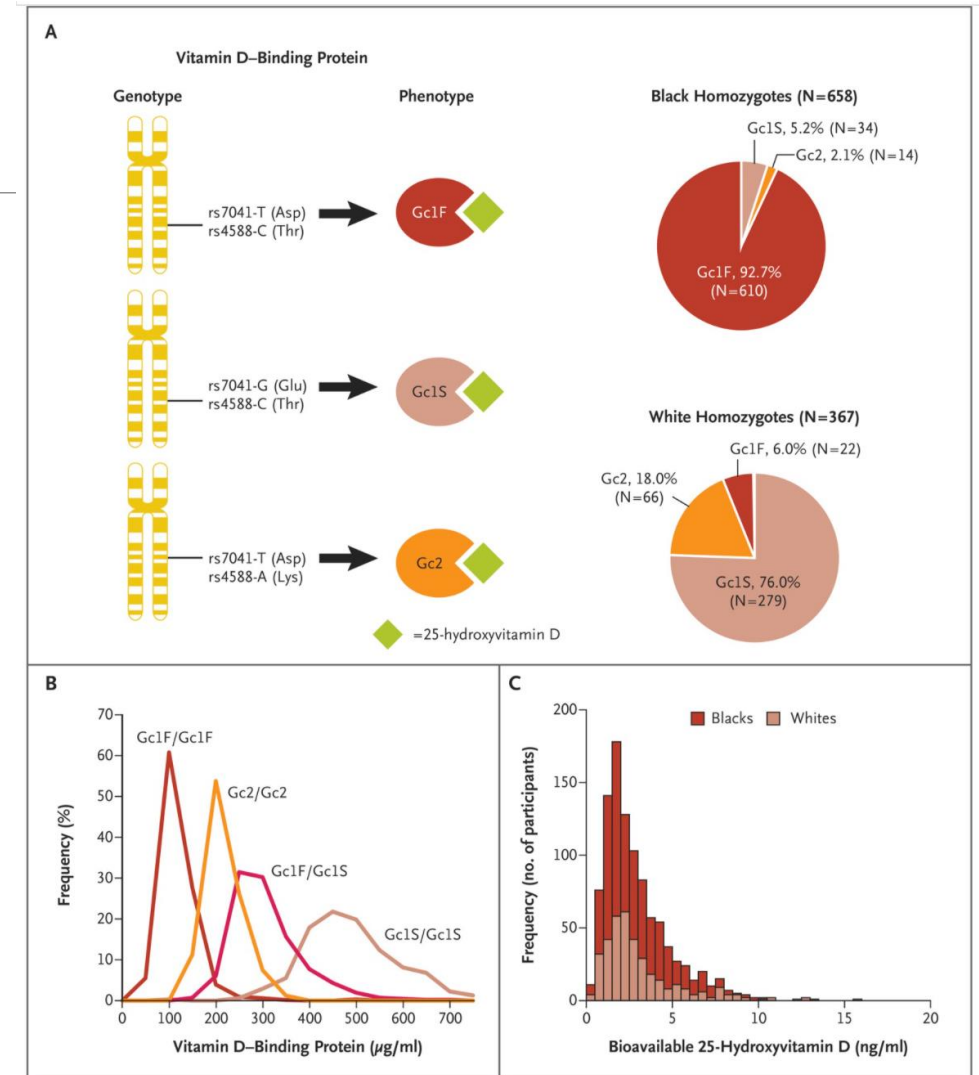 A
Vitamin D–Binding Protein
Genotype
Phenotype
Black Homozygotes (N=658)
Gc1S, 5.2% (N=34)
Gc2, 2.1% (N=14)
rs7041-T (Asp)
rs4588-C (Thr)
Gc1F
Gc1F, 92.7%
(N=610)
rs7041-G (Glu)
rs4588-C (Thr)
Gc1S
White Homozygotes (N=367)
Gc1F, 6.0% (N=22)
Gc2, 18.0%
(N=66)
rs7041-T (Asp)
rs4588-A (Lys)
Gc2
Gc1S, 76.0%
(N=279)
=25-hydroxyvitamin D
B
70
60
50
40
30
20
10
0
Frequency (%)
Gc1F/Gc1F
Gc2/Gc2
Gc1F/Gc1S
Gc1S/Gc1S
0 100 200 300 400 500 600 700
Vitamin D–Binding Protein (μg/ml)
C
200
150
100
50
0
Frequency (no. of participants)
Blacks Whites
0 5 10 15 20
Bioavailable 25-Hydroxyvitamin D (ng/ml)